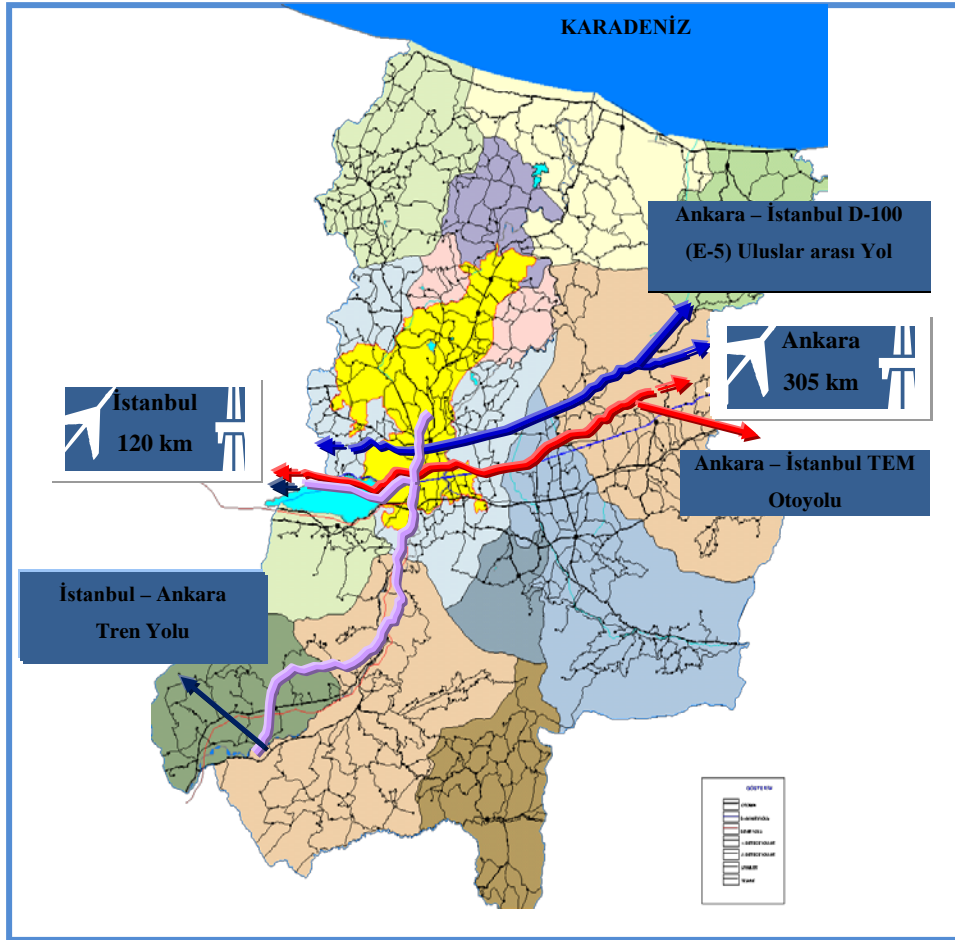 KARADENİZ
Ankara – İstanbul D-100
(E-5) Uluslar arası Yol
Ankara
305 km
İstanbul
120 km
Ankara – İstanbul TEM
Otoyolu
İstanbul – Ankara
Tren Yolu